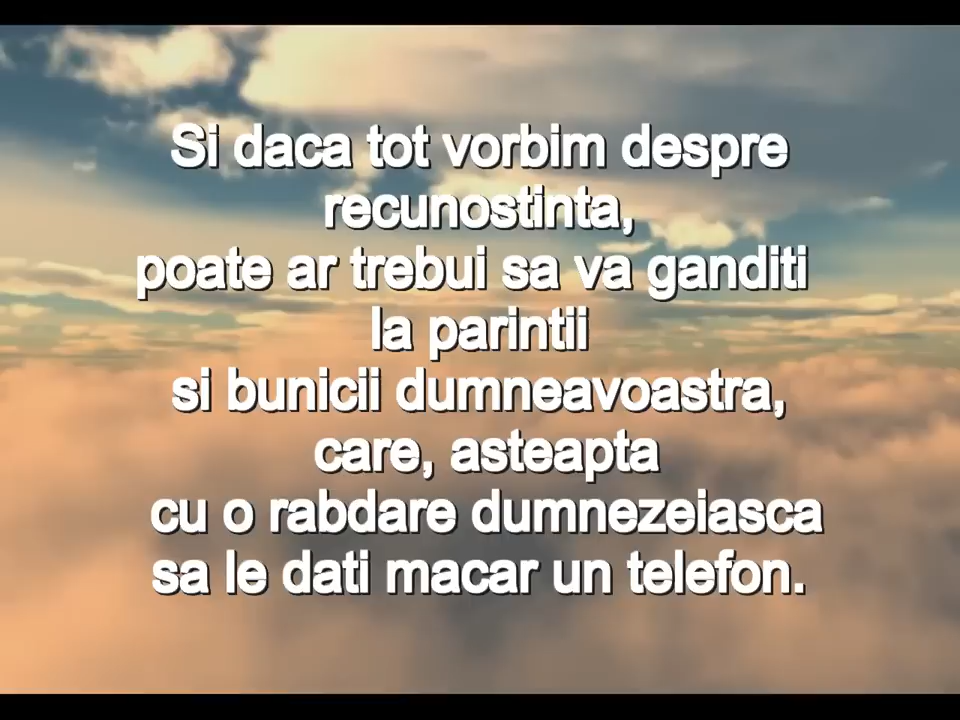 Si daca tot vorbim despre
recunostinta,
poate ar trebui sa va ganditi
la parintii
si bunicii dumneavoastra,
care, asteapta
cu o rabdare dumnezeiasca
sa le dati macar un telefon.